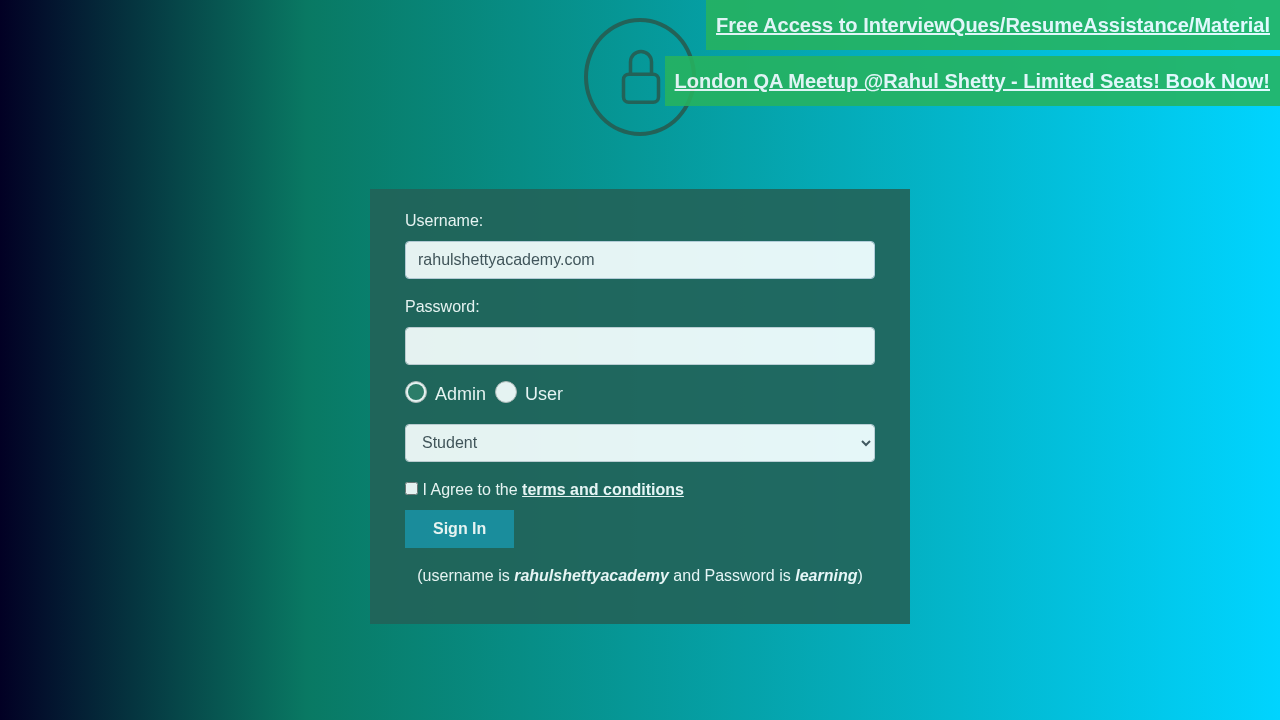 Free Access to InterviewQues/ResumeAssistance/Material
London QA Meetup @Rahul Shetty - Limited Seats! Book Now!
Username:
rahulshettyacademy.com
Password:
Admin User
Student
I Agree to the terms and conditions
Sign In
(username is rahulshettyacademy and Password is learning)